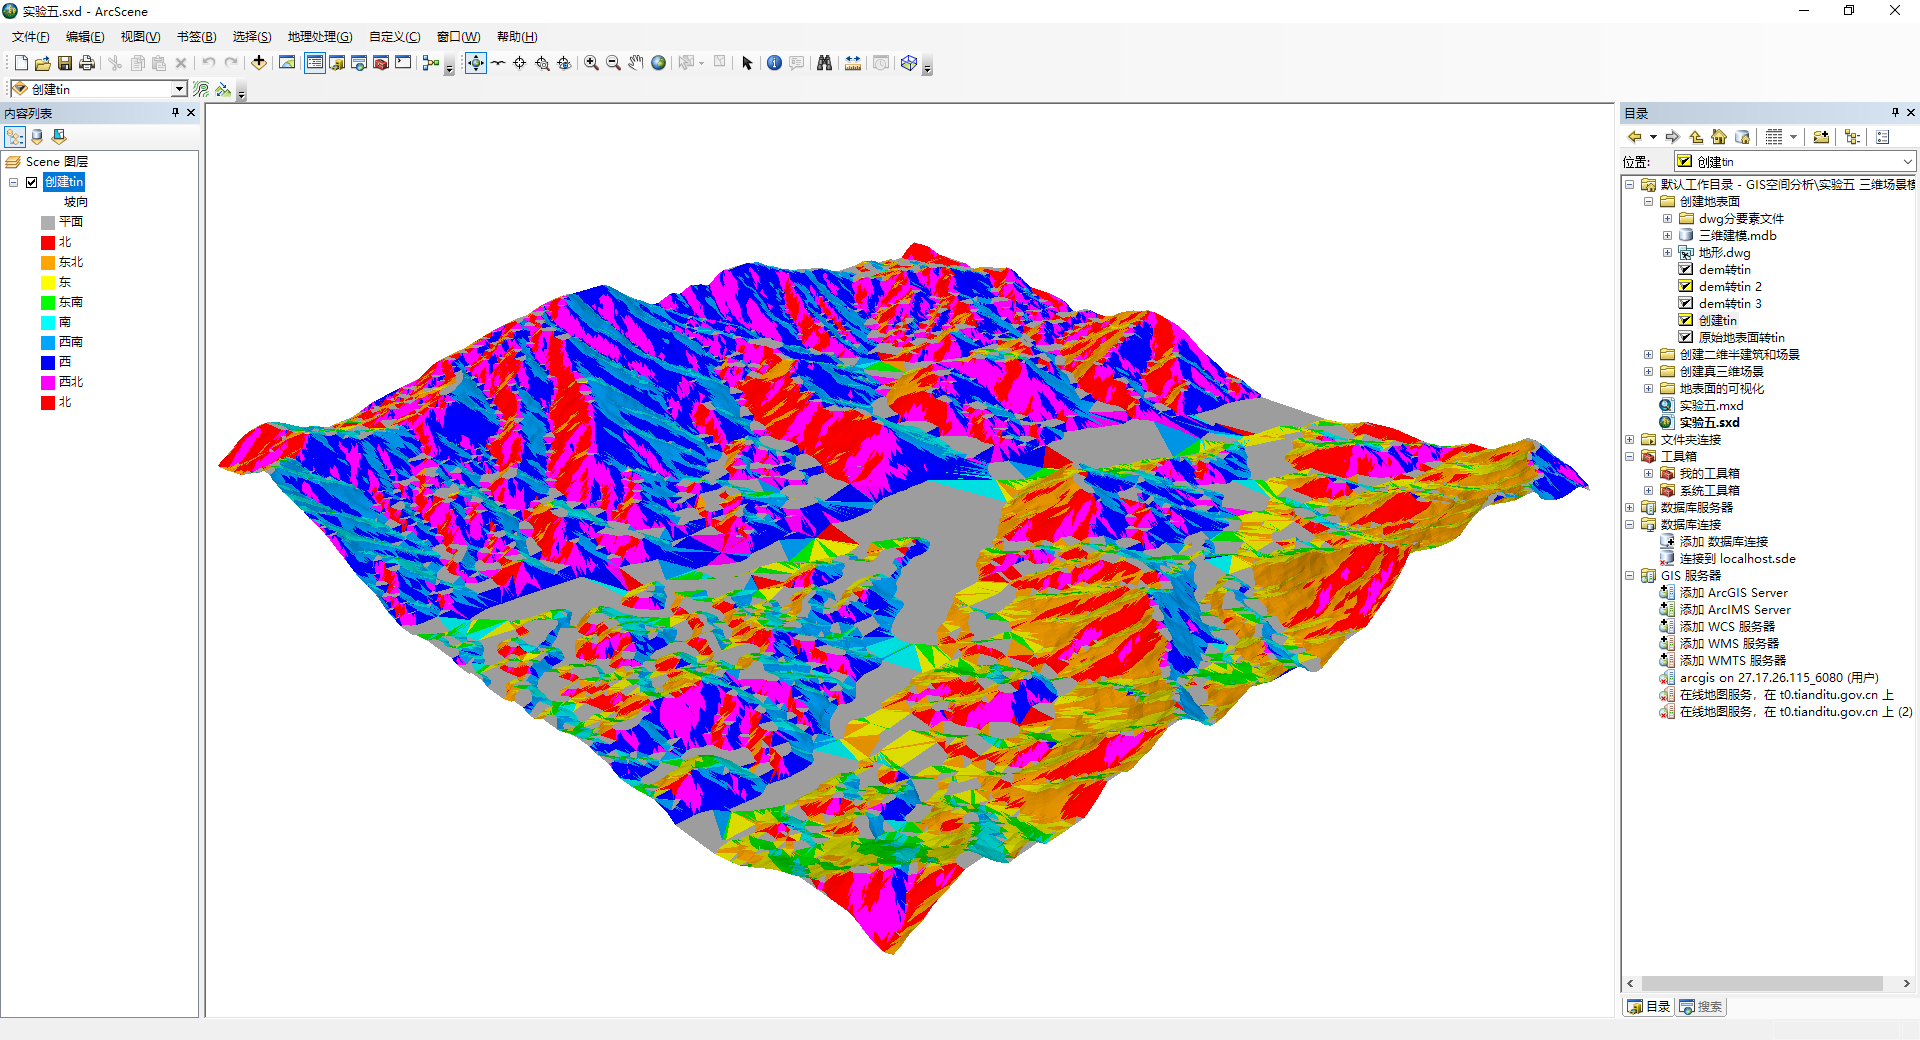 实验五.sxd - ArcScene
文件(F) 编辑(E) 视图(V) 书签(B) 选择(S) 地理处理(G) 自定义(C) 窗口(W) 帮助(H)
创建tin
内容列表
Scene 图层
创建tin
坡向
平面
北
东北
东
东南
南
西南
西
西北
北
目录
位置: 创建tin
默认工作目录 - GIS空间分析\实验五 三维场景
创建地表面
dwg分要素文件
三维建模.mdb
地形.dwg
dem转tin
dem转tin 2
dem转tin 3
创建tin
原始地表面转tin
创建二维半建筑和场景
创建真三维场景
地表面的可视化
实验五.mxd
实验五.sxd
文件夹连接
工具箱
我的工具箱
系统工具箱
数据库服务器
数据库连接
添加 数据库连接
连接到 localhost.sde
GIS 服务器
添加 ArcGIS Server
添加 ArcIMS Server
添加 WCS 服务器
添加 WMS 服务器
添加 WMTS 服务器
arcgis on 27.17.26.115_6080 (用户)
在线地图服务，在 t0.tianditu.gov.cn 上
在线地图服务，在 t0.tianditu.gov.cn 上 (2)
目录 搜索